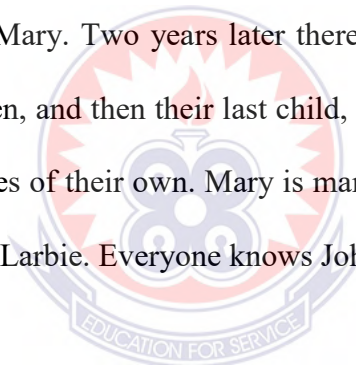 Mary. Two years later there
en, and then their last child,
es of their own. Mary is mar
Larbie. Everyone knows Joh
EDUCATION FOR SERVICE